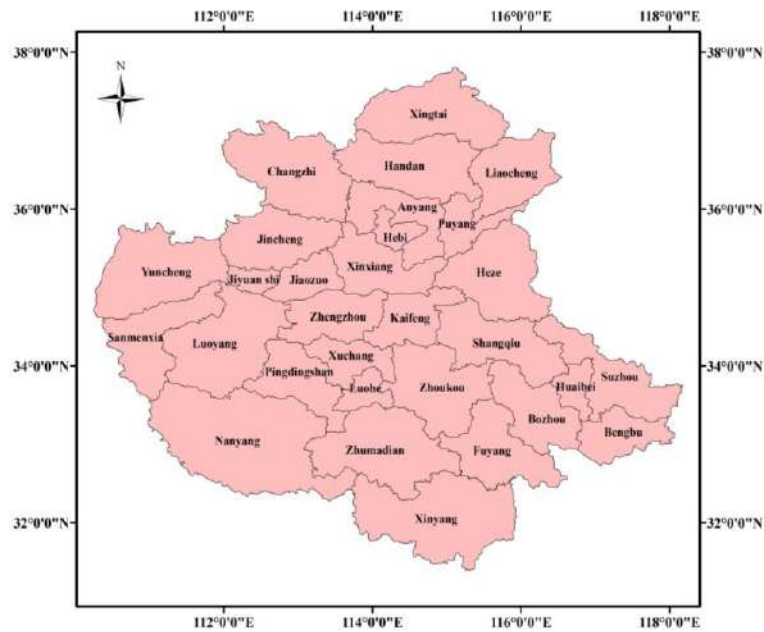 112°0'0"E 114°0'0"E 116°0'0"E 118°0'0"E
38°0'0"N 38°0'0"N
N
Xingtai
Changzhi Handan Liaocheng
36°0'0"N 36°0'0"N
Anyang
Puyang
Jincheng Hebi
Yuncheng Jiyuan shi Jiaozuo Xinxiang Heze
Zhengzhou Kaifeng
Sanmenxia Luoyang Shangqiu
34°0'0"N 34°0'0"N
Xuchang
Pingdingshan Suzhou
Luohe Zhoukou Huaibei
Bozhou
Nanyang Bengbu
Zhumadian Fuyang
32°0'0"N Xinyang 32°0'0"N
112°0'0"E 114°0'0"E 116°0'0"E 118°0'0"E